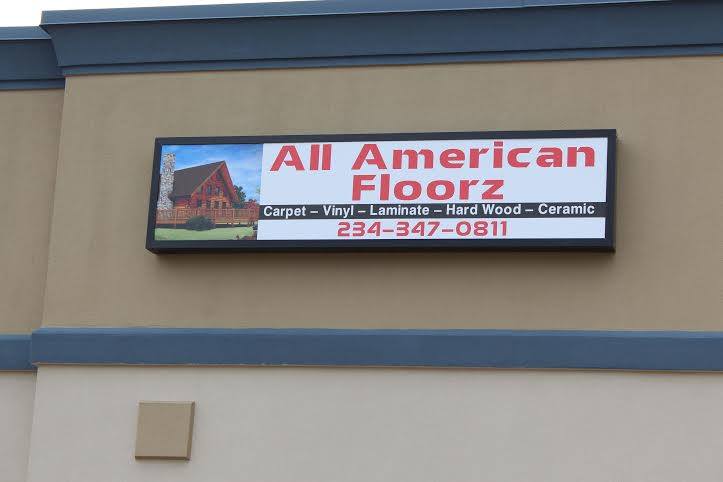 All American
Floorz
Carpet – Vinyl – Laminate – Hard Wood – Ceramic
234-347-0811